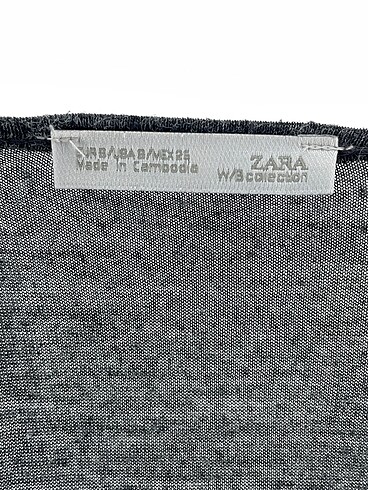 EUR S/USA S/MEX 26
Made in Cambodia
ZARA
W/B collection